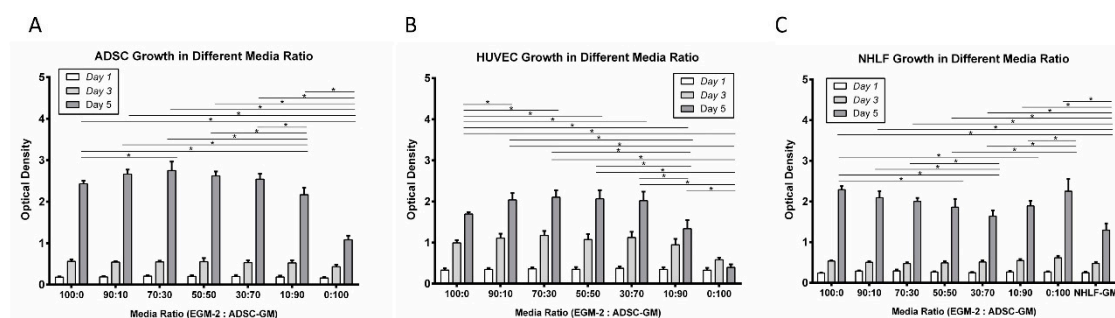 A
ADSC Growth in Different Media Ratio
Optical Density
5
4
3
2
1
0
Day 1
Day 3
Day 5
* * * * * * * * * * * *
100:0 90:10 70:30 50:50 30:70 10:90 0:100
Media Ratio (EGM-2 : ADSC-GM)
B
HUVEC Growth in Different Media Ratio
Optical Density
5
4
3
2
1
0
Day 1
Day 3
Day 5
* * * * * * * * * * * * * * *
100:0 90:10 70:30 50:50 30:70 10:90 0:100
Media Ratio (EGM-2 : ADSC-GM)
C
NHLF Growth in Different Media Ratio
Optical Density
5
4
3
2
1
0
Day 1
Day 3
Day 5
* * * * * * * * * * * * * * *
100:0 90:10 70:30 50:50 30:70 10:90 0:100 NHLF-GM
Media Ratio (EGM-2 : ADSC-GM)